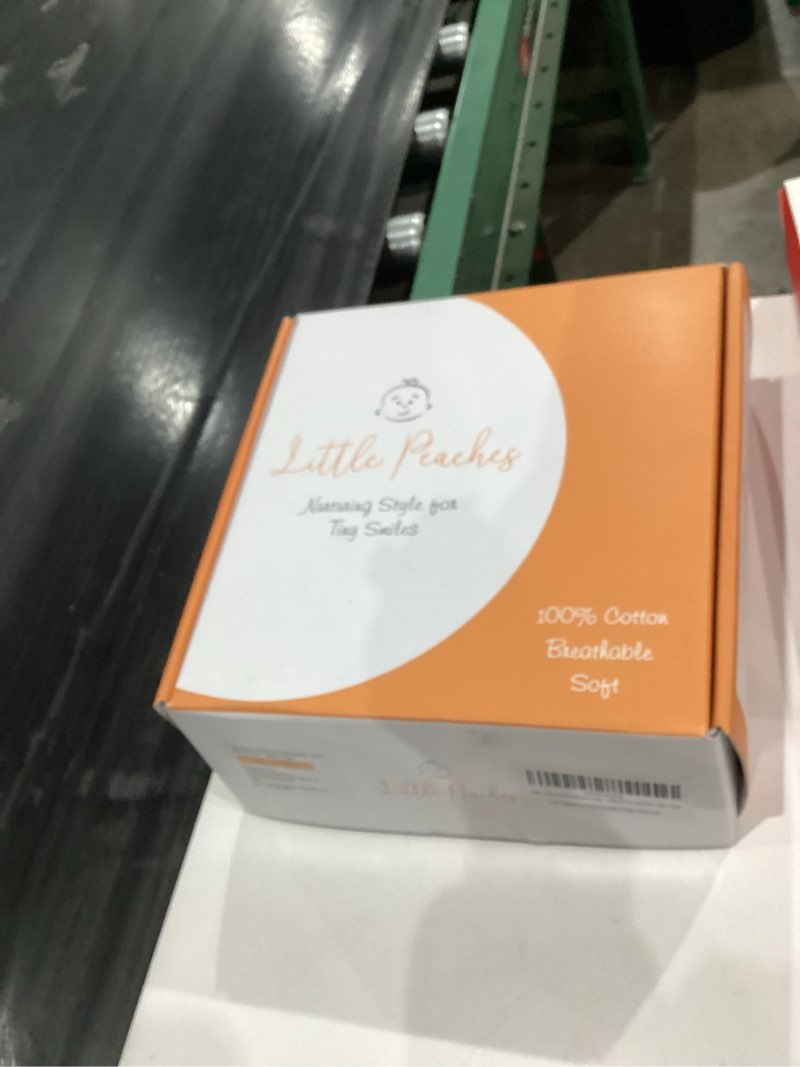 Little Peaches
Nurturing Style for
Tiny Smiles
100% Cotton
Breathable
Soft
Little Peaches